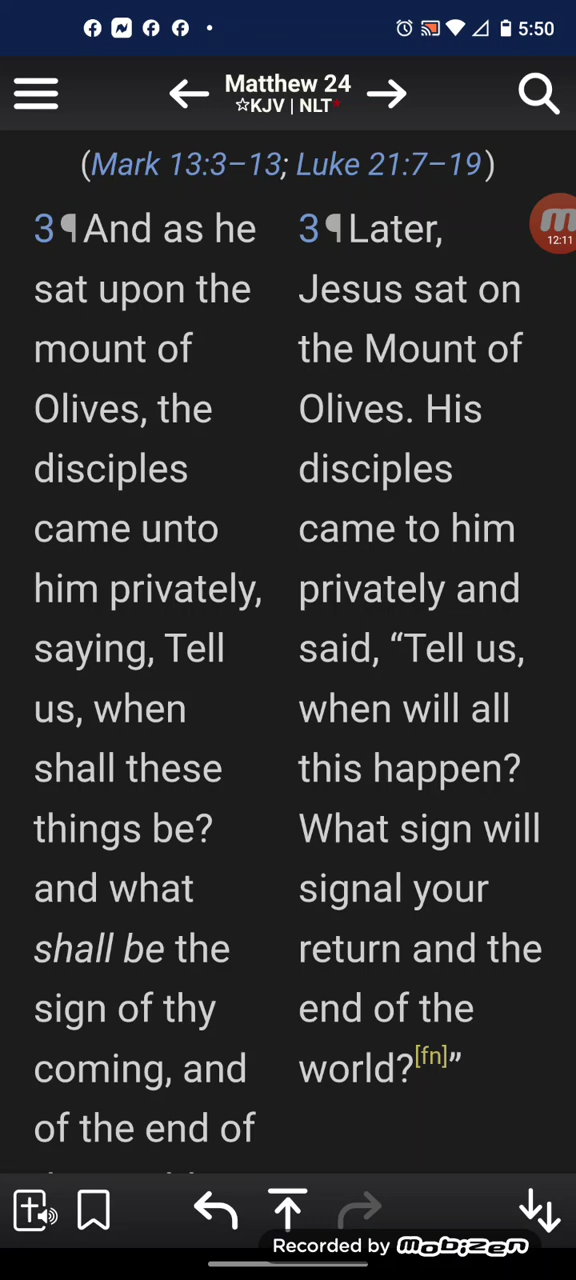 5:50
Matthew 24
☆KJV | NLT*
(Mark 13:3–13; Luke 21:7–19)
12:11
3 ¶ And as he
sat upon the
mount of
Olives, the
disciples
came unto
him privately,
saying, Tell
us, when
shall these
things be?
and what
shall be the
sign of thy
coming, and
of the end of
3 ¶ Later,
Jesus sat on
the Mount of
Olives. His
disciples
came to him
privately and
said, “Tell us,
when will all
this happen?
What sign will
signal your
return and the
end of the
world?[fn]”
Recorded by mobizen